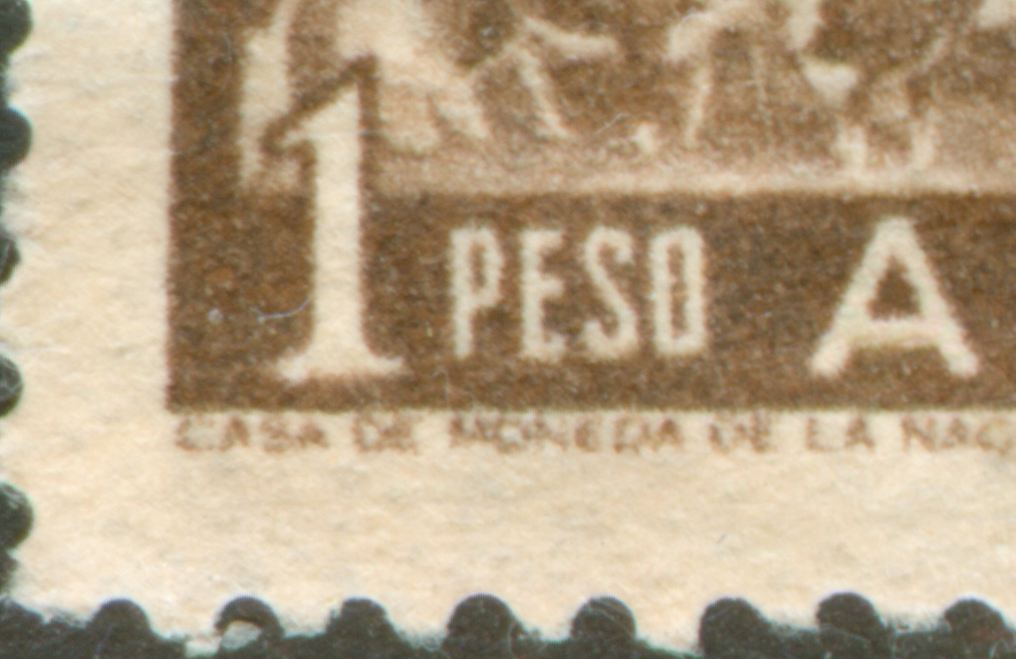 1 PESO A
CASA DE MONEDA DE LA NAC